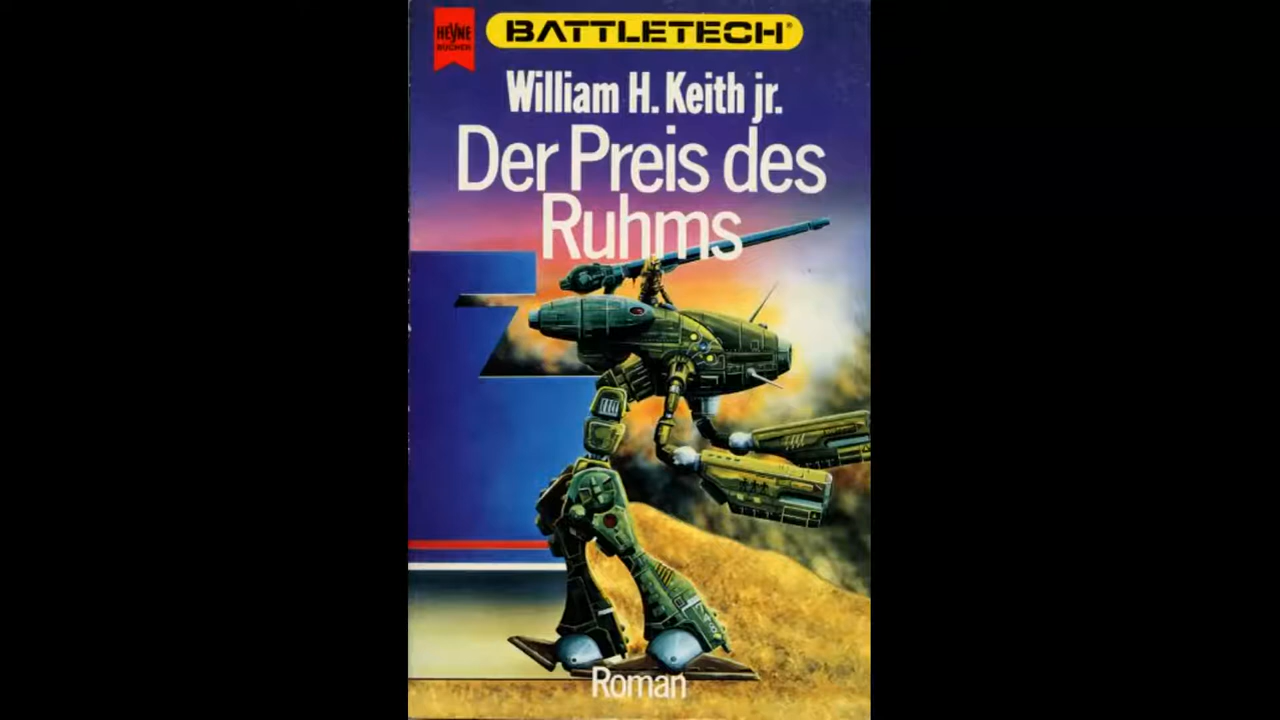 HEYNE
BÜCHER
BATTLETECH®
William H. Keith jr.
Der Preis des
Ruhms
Roman